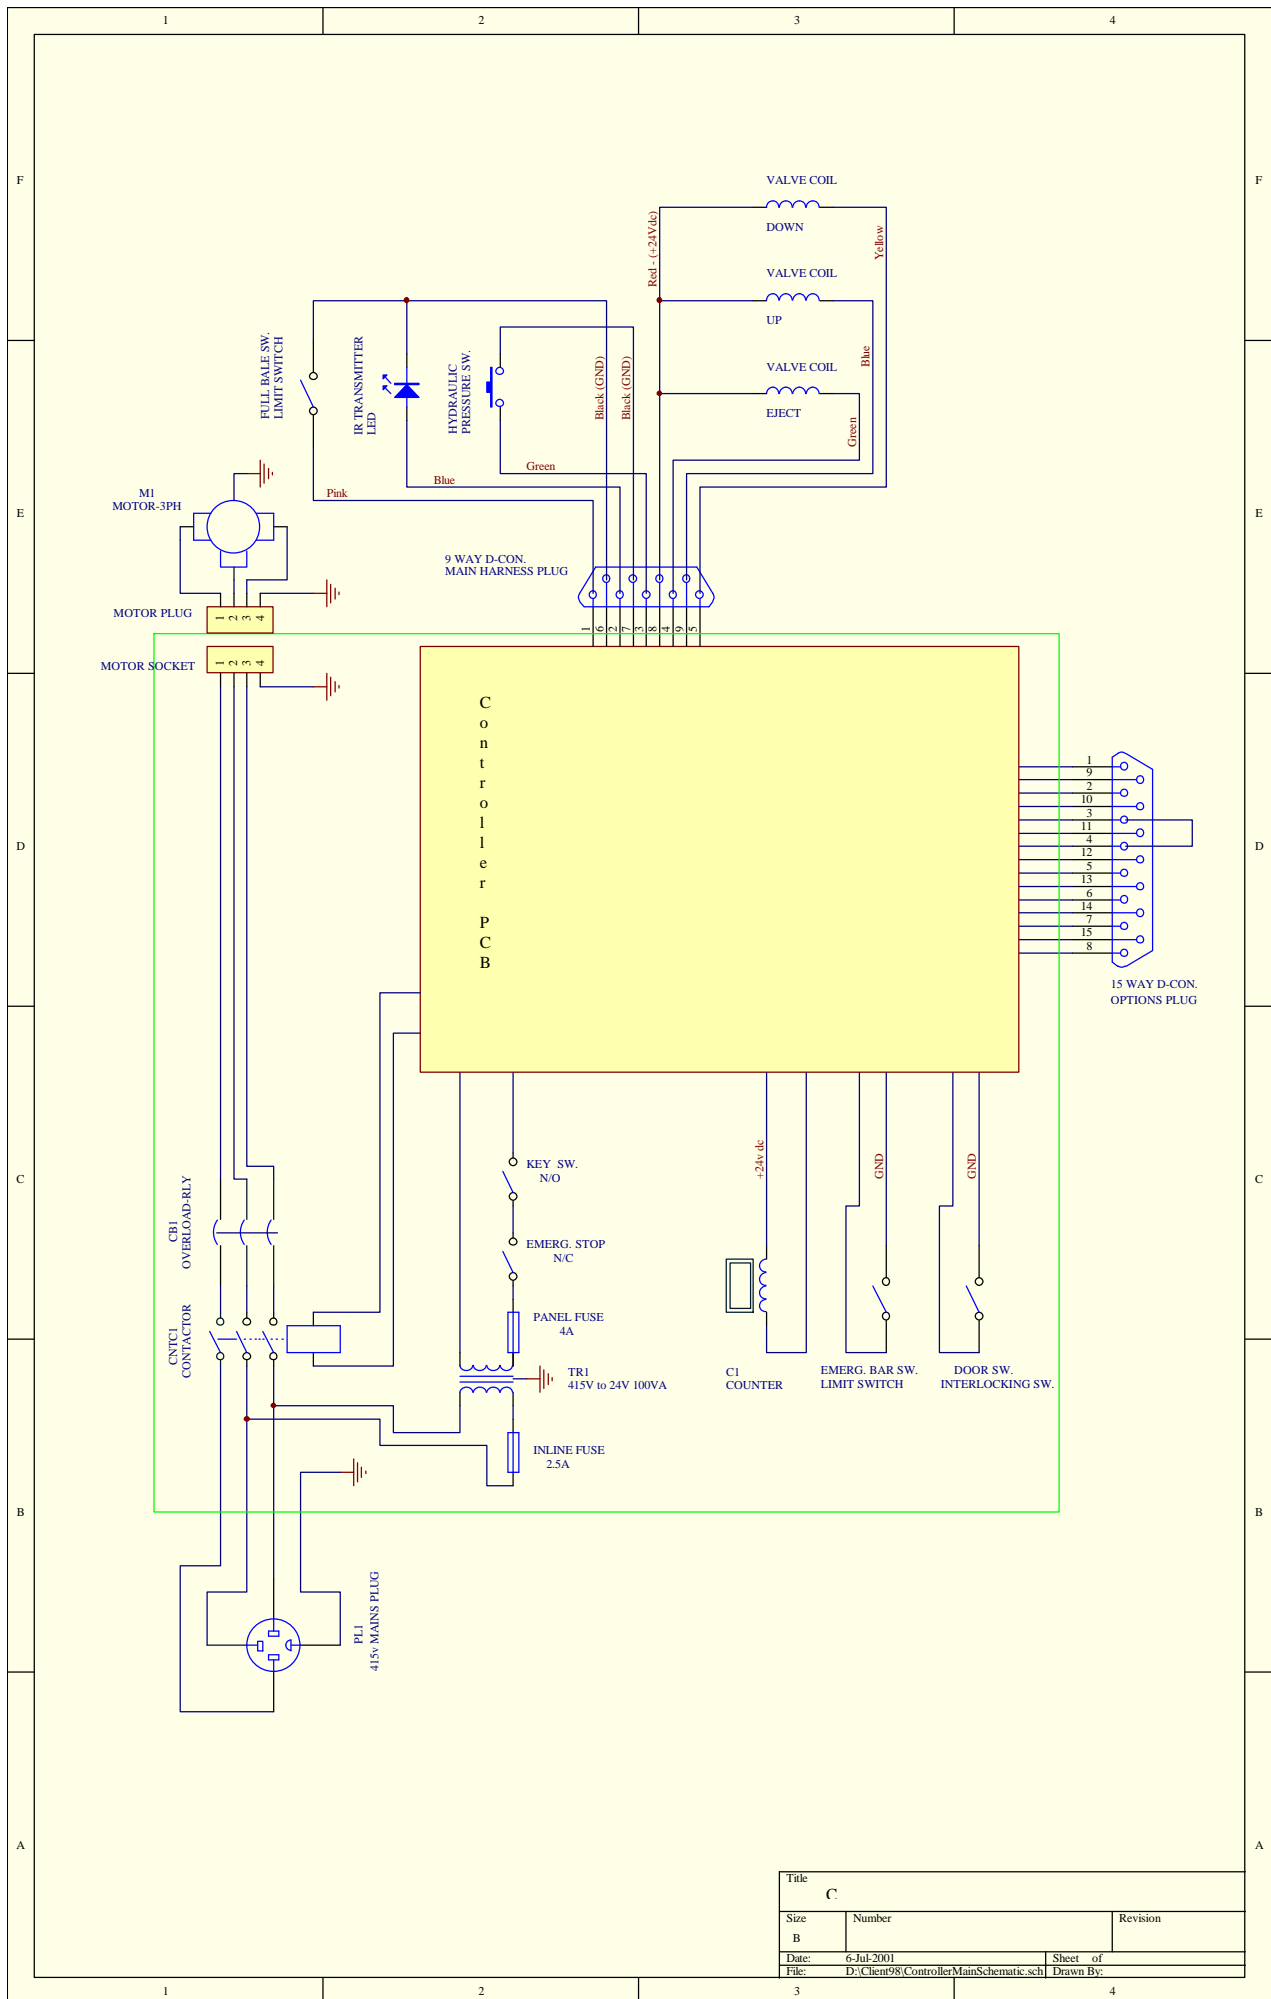 1 2 3 4
F F
VALVE COIL
DOWN
Red - (+24Vdc)
Yellow
VALVE COIL
UP
Blue
VALVE COIL
EJECT
Green
FULL BALE SW.
LIMIT SWITCH
IR TRANSMITTER
LED
HYDRAULIC
PRESSURE SW.
Black (GND)
Black (GND)
Green
Blue
Pink
M1
MOTOR-3PH
E E
9 WAY D-CON.
MAIN HARNESS PLUG
MOTOR PLUG
1 2 3 4
1 6 2 7 3 8 4 9 5
MOTOR SOCKET
1 2 3 4
Controller PCB
D D
1
9
2
10
3
11
4
12
5
13
6
14
7
15
8
15 WAY D-CON.
OPTIONS PLUG
C C
KEY SW.
N/O
+24v dc
GND
GND
CB1
OVERLOAD-RLY
EMERG. STOP
N/C
CNTC1
CONTACTOR
PANEL FUSE
4A
TR1
415V to 24V 100VA
C1
COUNTER
EMERG. BAR SW.
LIMIT SWITCH
DOOR SW.
INTERLOCKING SW.
INLINE FUSE
2.5A
B B
PL1
415v MAINS PLUG
A A
Title
C
Size Number Revision
B
Date: 6-Jul-2001 Sheet of
File: D:\Client98\ControllerMainSchematic.sch Drawn By:
1 2 3 4